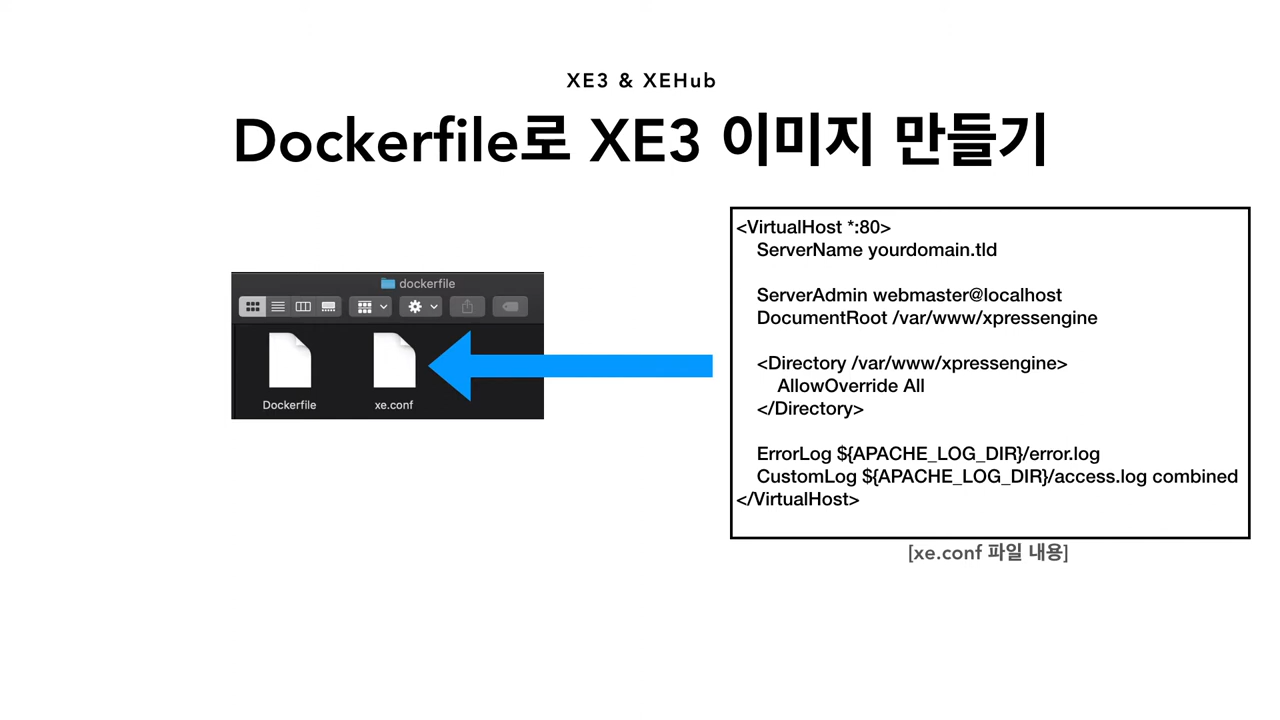 XE3 & XEHub
Dockerfile로 XE3 이미지 만들기
dockerfile
Dockerfile
xe.conf
<VirtualHost *:80>
ServerName yourdomain.tld
ServerAdmin webmaster@localhost
DocumentRoot /var/www/xpressengine
<Directory /var/www/xpressengine>
AllowOverride All
</Directory>
ErrorLog ${APACHE_LOG_DIR}/error.log
CustomLog ${APACHE_LOG_DIR}/access.log combined
</VirtualHost>
[xe.conf 파일 내용]